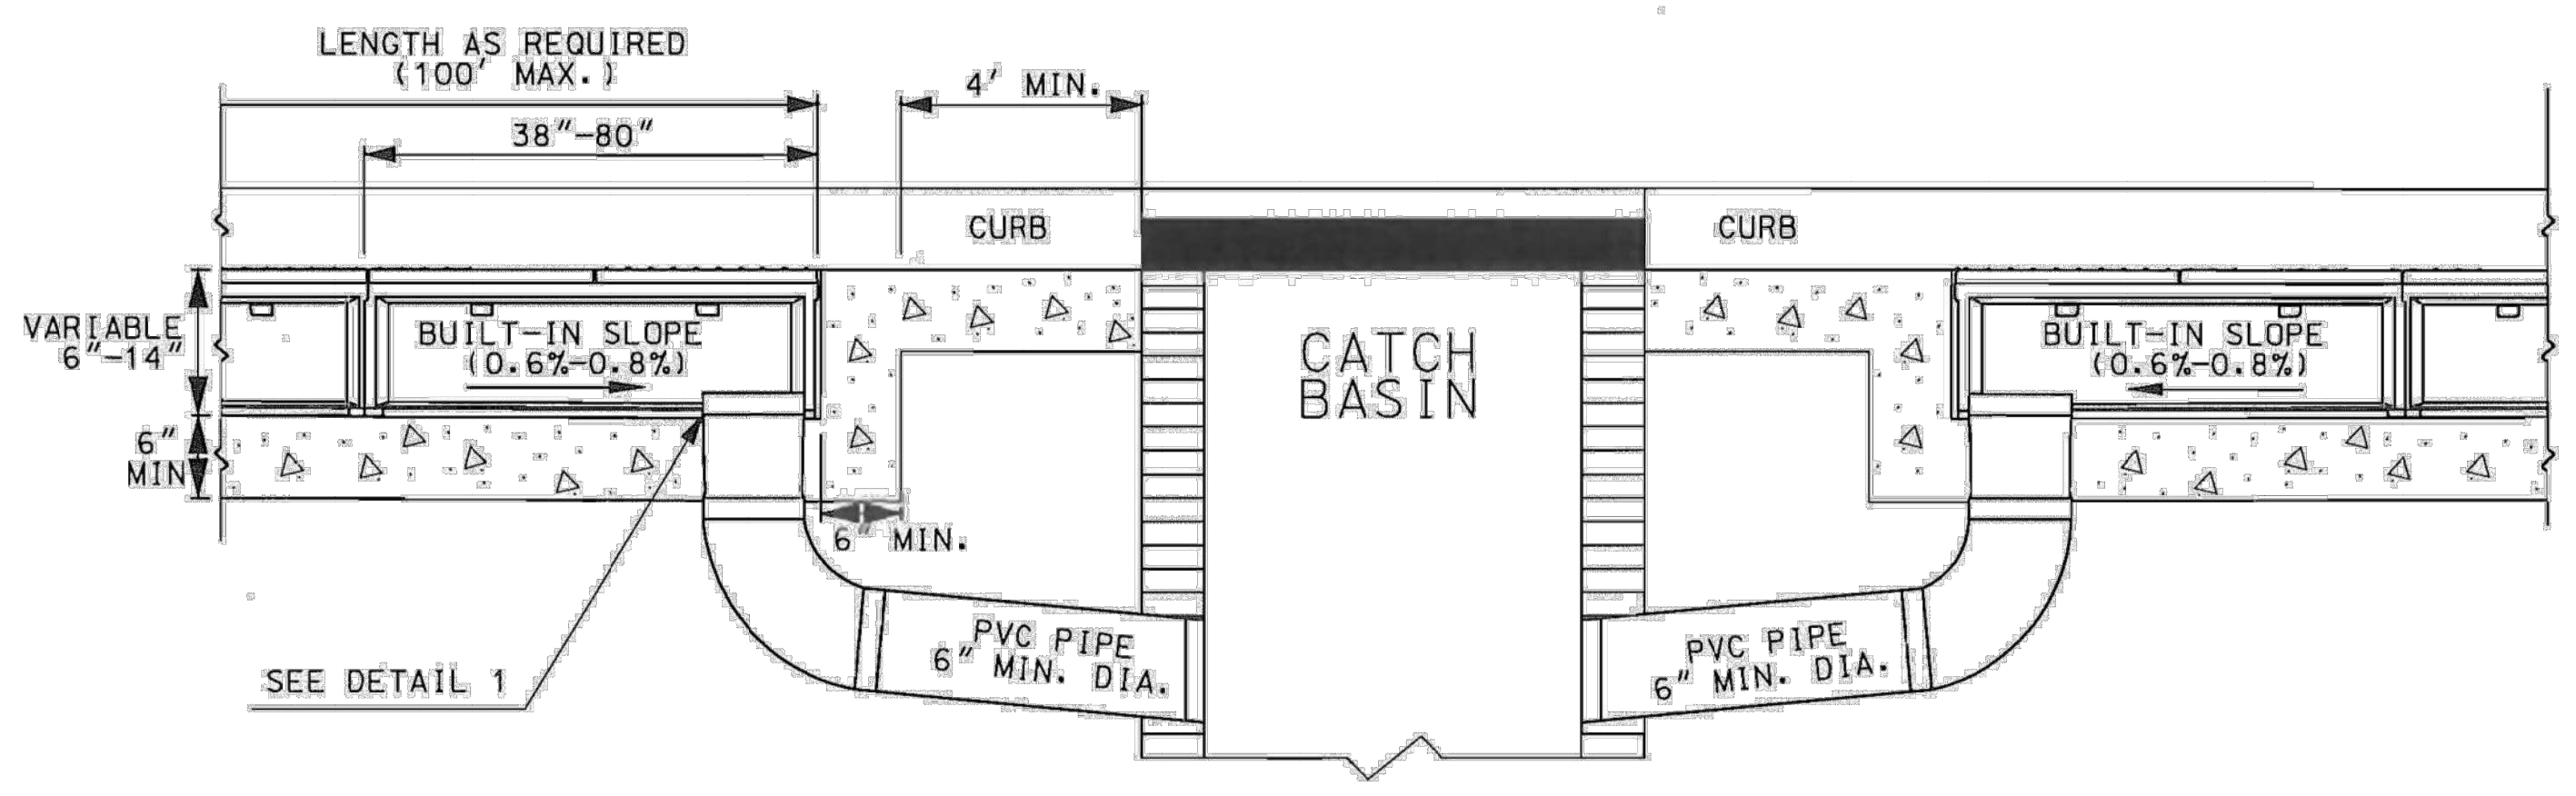 LENGTH AS REQUIRED
(100' MAX.)
4' MIN.
38"-80"
CURB
CURB
VARIABLE
6"-14"
BUILT-IN SLOPE
(0.6%-0.8%)
CATCH
BASIN
BUILT-IN SLOPE
(0.6%-0.8%)
6"
MIN
6" MIN.
SEE DETAIL 1
PVC PIPE
6" MIN. DIA.
PVC PIPE
6" MIN. DIA.